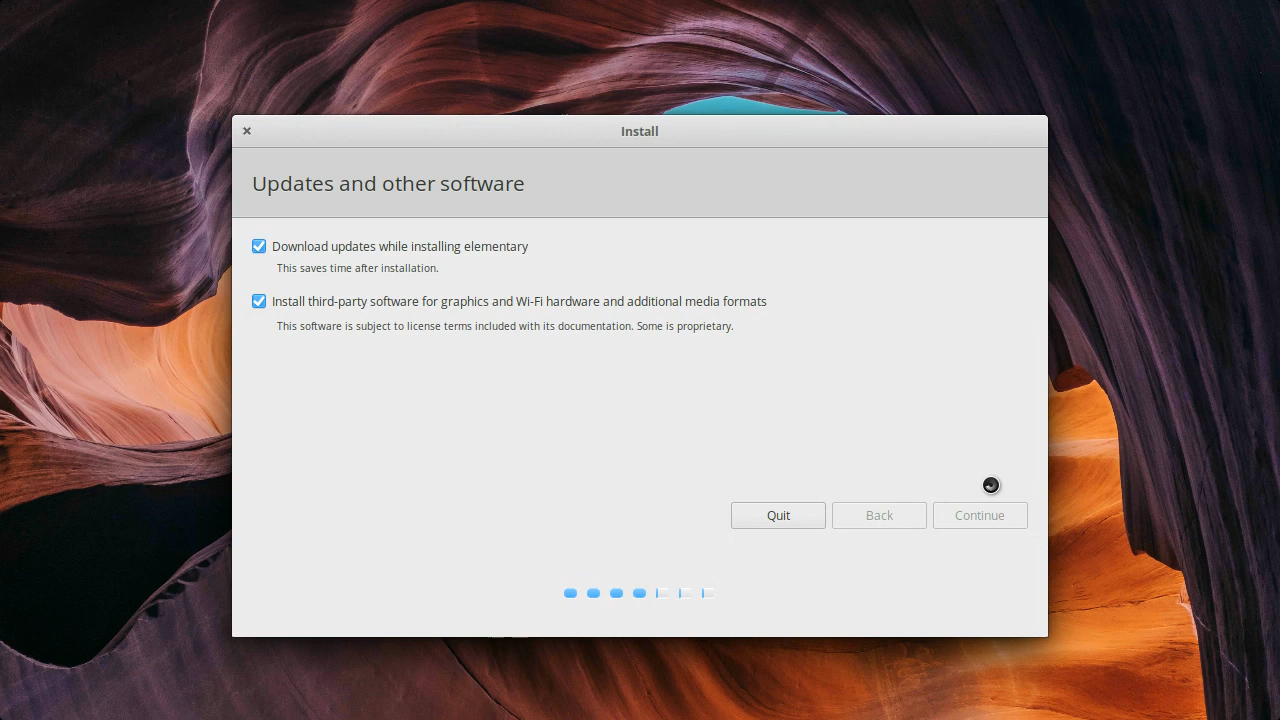 Install
Updates and other software
Download updates while installing elementary
This saves time after installation.
Install third-party software for graphics and Wi-Fi hardware and additional media formats
This software is subject to license terms included with its documentation. Some is proprietary.
Quit Back Continue